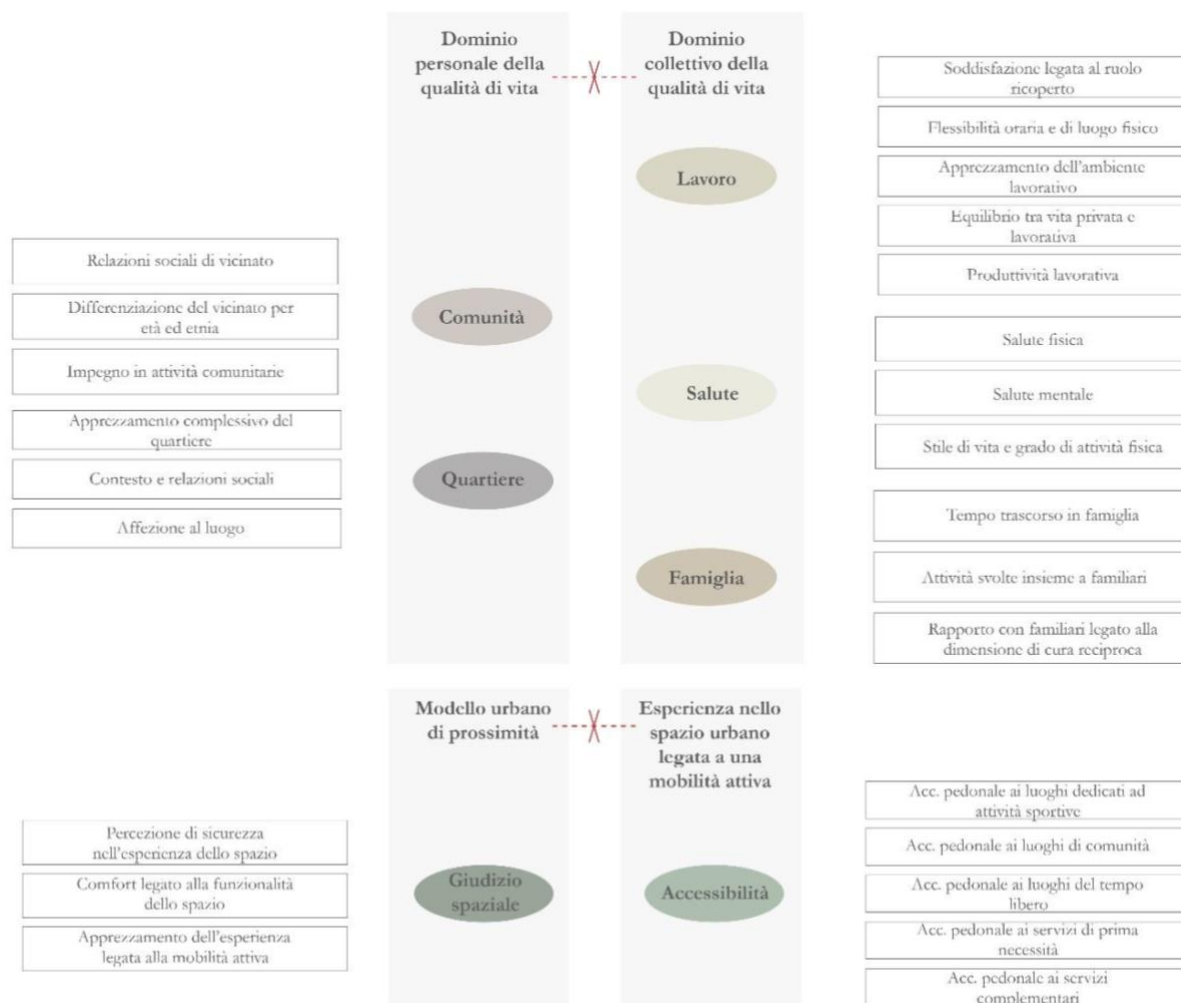 Dominio
personale della
qualità di vita
Dominio
collettivo della
qualità di vita
Lavoro
Soddisfazione legata al ruolo
ricoperto
Flessibilità oraria e di luogo fisico
Apprezzamento dell'ambiente
lavorativo
Equilibrio tra vita privata e
lavorativa
Produttività lavorativa
Relazioni sociali di vicinato
Differenziazione del vicinato per
età ed etnia
Impegno in attività comunitarie
Comunità
Salute
Salute fisica
Salute mentale
Stile di vita e grado di attività fisica
Apprezzamento complessivo del
quartiere
Contesto e relazioni sociali
Affezione al luogo
Quartiere
Famiglia
Tempo trascorso in famiglia
Attività svolte insieme a familiari
Rapporto con familiari legato alla
dimensione di cura reciproca
Modello urbano
di prossimità
Esperienza nello
spazio urbano
legata a una
mobilità attiva
Percezione di sicurezza
nell'esperienza dello spazio
Comfort legato alla funzionalità
dello spazio
Apprezzamento dell'esperienza
legata alla mobilità attiva
Giudizio
spaziale
Accessibilità
Acc. pedonale ai luoghi dedicati ad
attività sportive
Acc. pedonale ai luoghi di comunità
Acc. pedonale ai luoghi del tempo
libero
Acc. pedonale ai servizi di prima
necessità
Acc. pedonale ai servizi
complementari